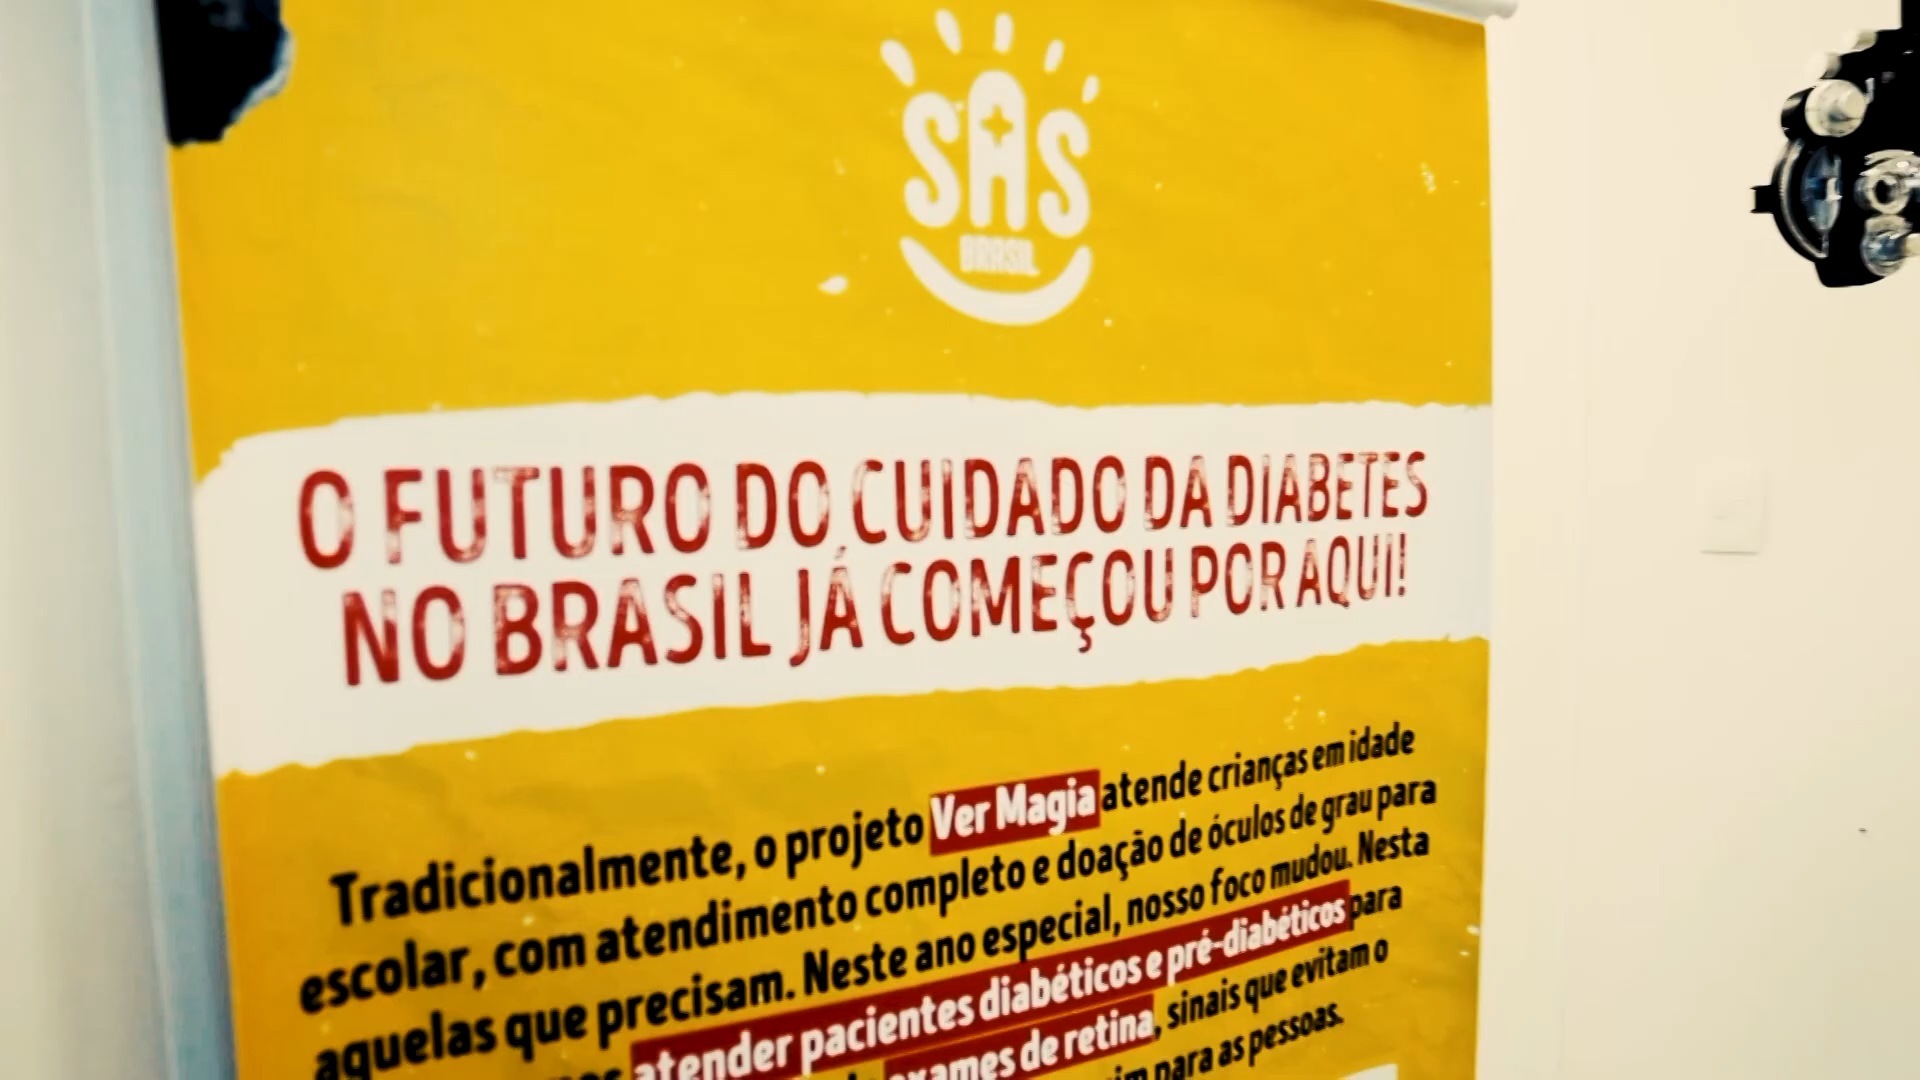 SAS
BRASIL
O FUTURO DO CUIDADO DA DIABETES
NO BRASIL JÁ COMEÇOU POR AQUI!
Tradicionalmente, o projeto Ver Magia atende crianças em idade
escolar, com atendimento completo e doação de óculos de grau para
aquelas que precisam. Neste ano especial, nosso foco mudou. Nesta
atender pacientes diabéticos e pré-diabéticos para
exames de retina, sinais que evitam o
para as pessoas.